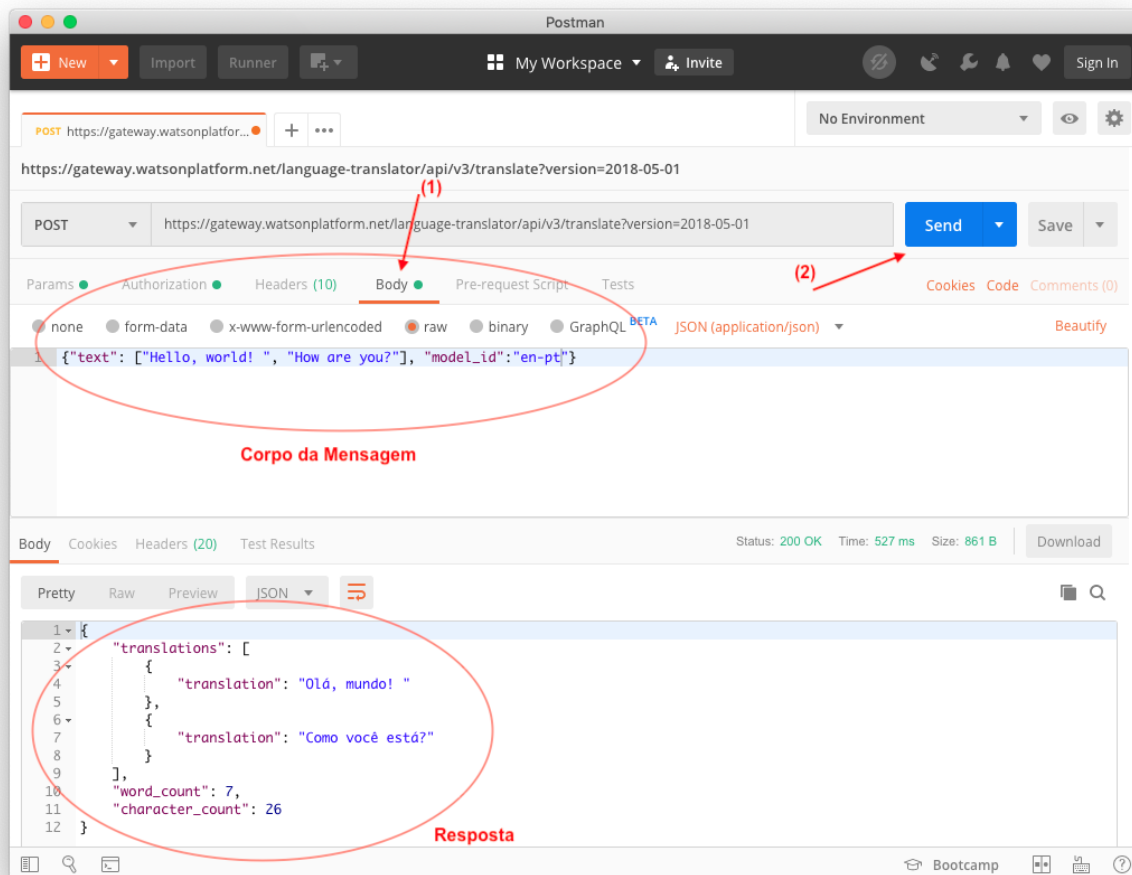 Postman
New Import Runner My Workspace Invite Sign In
POST https://gateway.watsonplatfor... + ••• No Environment
https://gateway.watsonplatform.net/language-translator/api/v3/translate?version=2018-05-01
(1)
POST https://gateway.watsonplatform.net/language-translator/api/v3/translate?version=2018-05-01 Send Save
(2)
Params Authorization Headers (10) Body Pre-request Script Tests Cookies Code Comments (0)
none form-data x-www-form-urlencoded raw binary GraphQL BETA JSON (application/json) Beautify
1 {"text": ["Hello, world! ", "How are you?"], "model_id":"en-pt"}
Corpo da Mensagem
Body Cookies Headers (20) Test Results Status: 200 OK Time: 527 ms Size: 861 B Download
Pretty Raw Preview JSON
1 {
2 "translations": [
3 {
4 "translation": "Olá, mundo! "
5 },
6 {
7 "translation": "Como você está?"
8 }
9 ],
10 "word_count": 7,
11 "character_count": 26
12 }
Resposta
Bootcamp